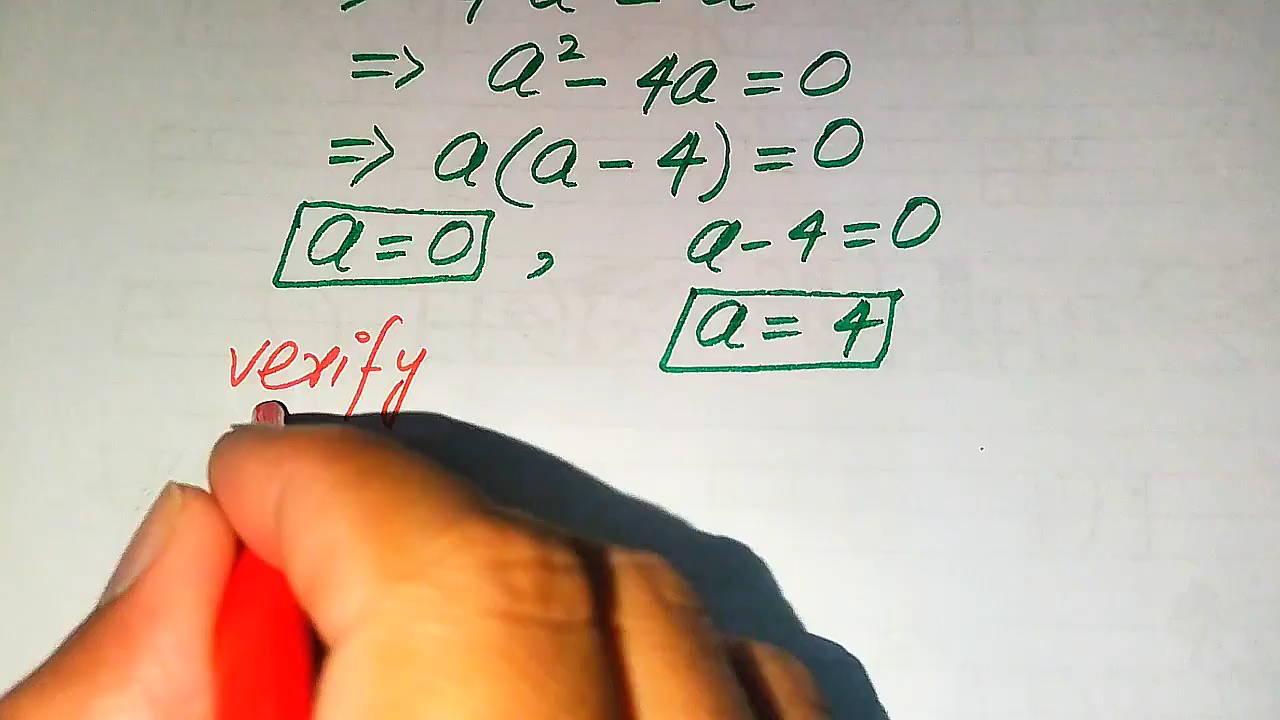 => a² - 4a = 0
=> a(a - 4) = 0
a = 0 , a - 4 = 0
a = 4
verify